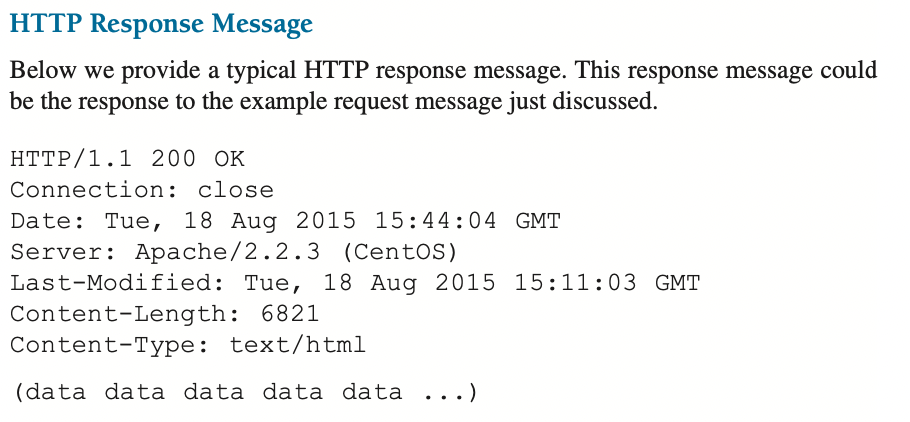 HTTP Response Message
Below we provide a typical HTTP response message. This response message could
be the response to the example request message just discussed.
HTTP/1.1 200 OK
Connection: close
Date: Tue, 18 Aug 2015 15:44:04 GMT
Server: Apache/2.2.3 (CentOS)
Last-Modified: Tue, 18 Aug 2015 15:11:03 GMT
Content-Length: 6821
Content-Type: text/html
(data data data data data ...)